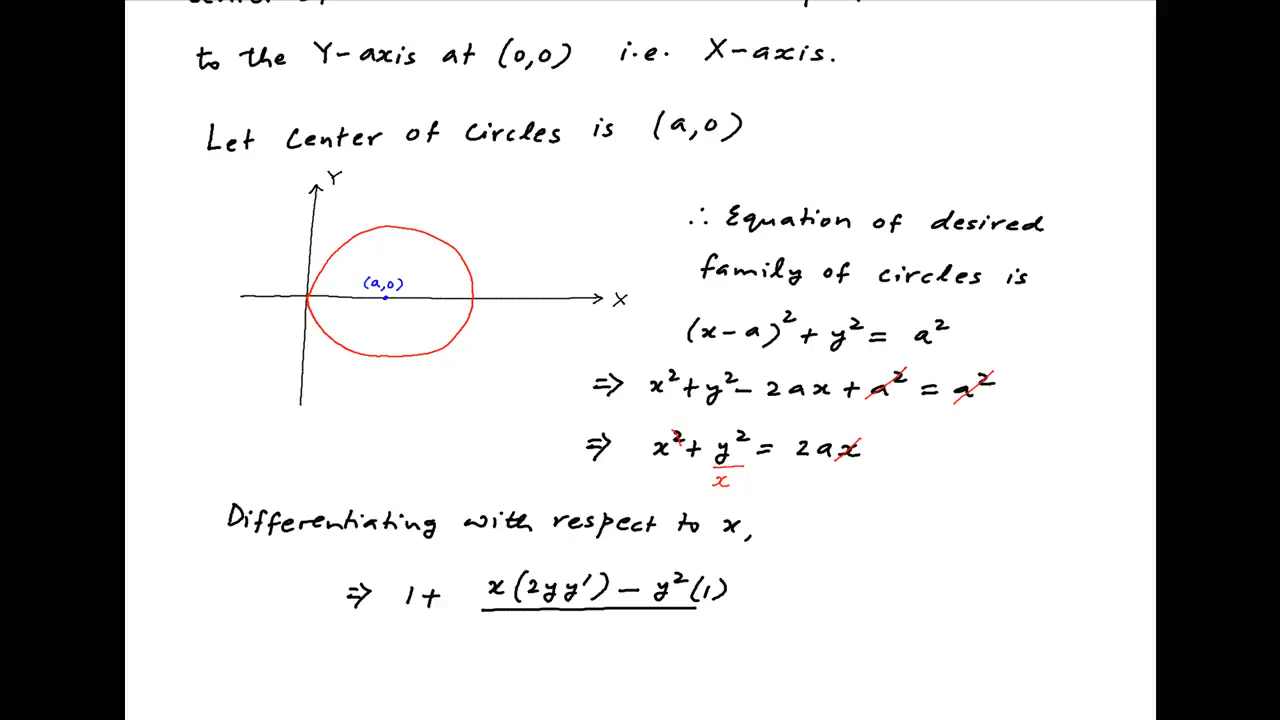 to the Y-axis at (0,0) i.e. X-axis.
Let center of circles is (a,0)
Y
(a,0)
X
∴ Equation of desired
family of circles is
(x-a)² + y² = a²
⇒ x² + y² - 2ax + a² = a²
⇒ x² + y² = 2ax
x
Differentiating with respect to x,
⇒ 1 + x(2yy') - y²(1)